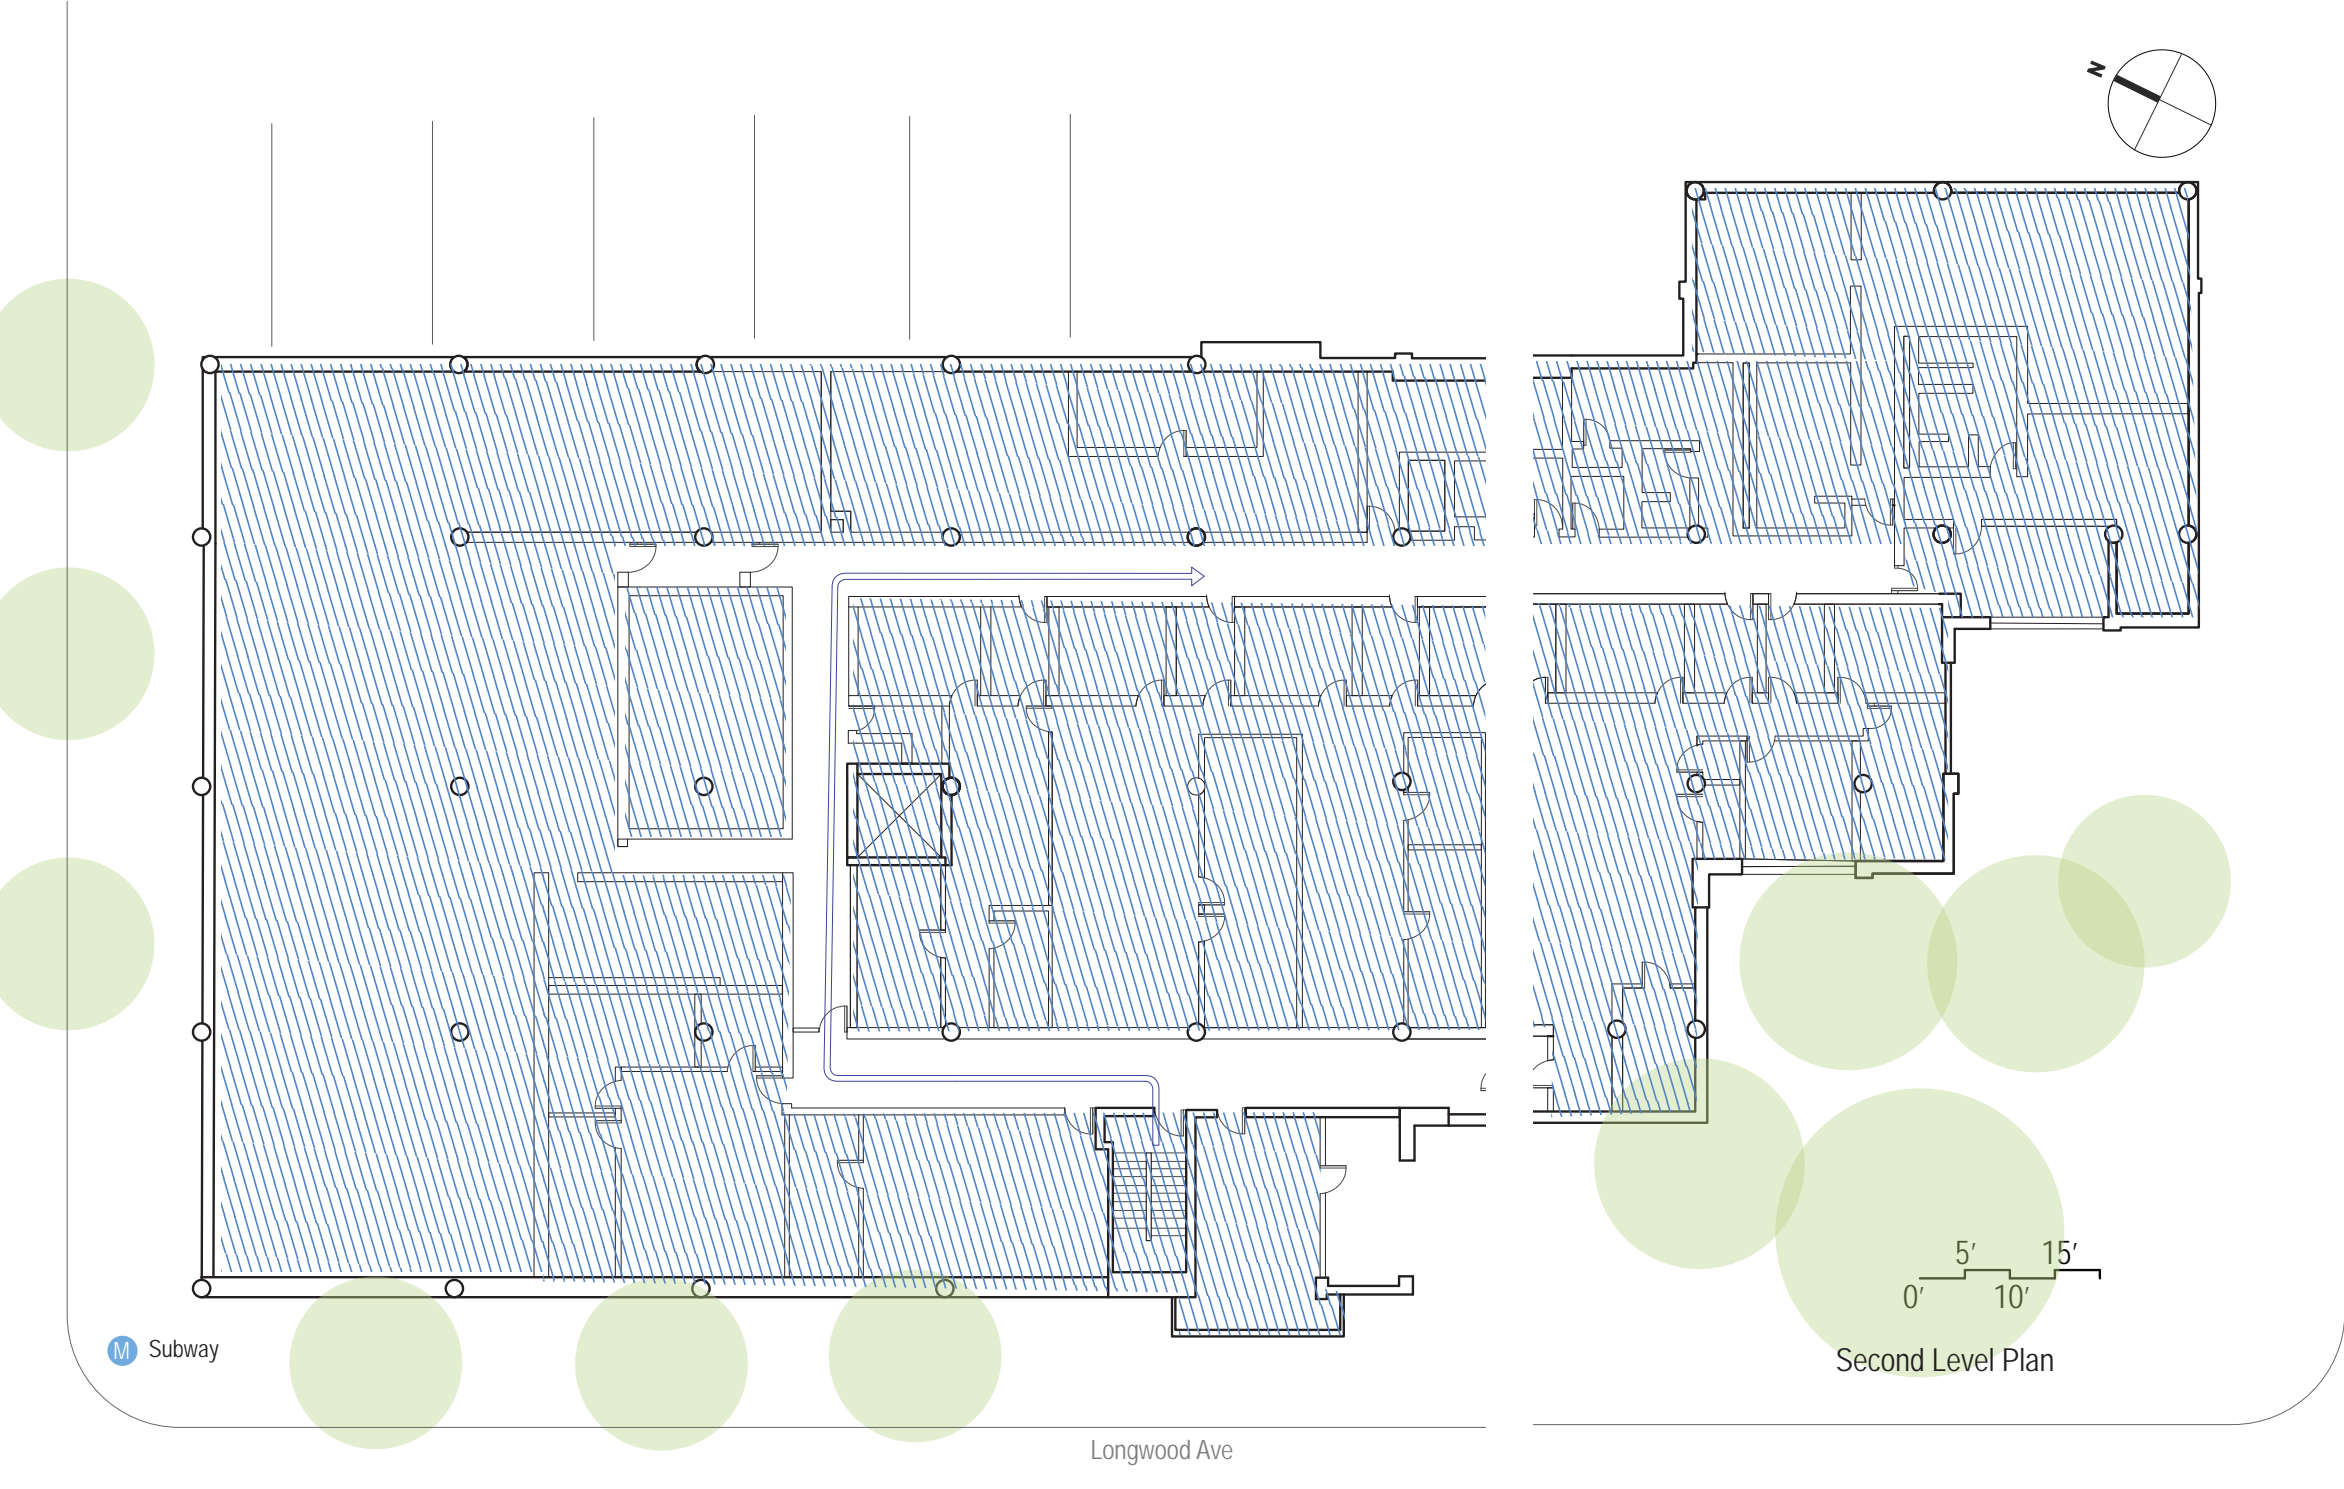 N
5′ 15′
0′ 10′
M Subway
Second Level Plan
Longwood Ave